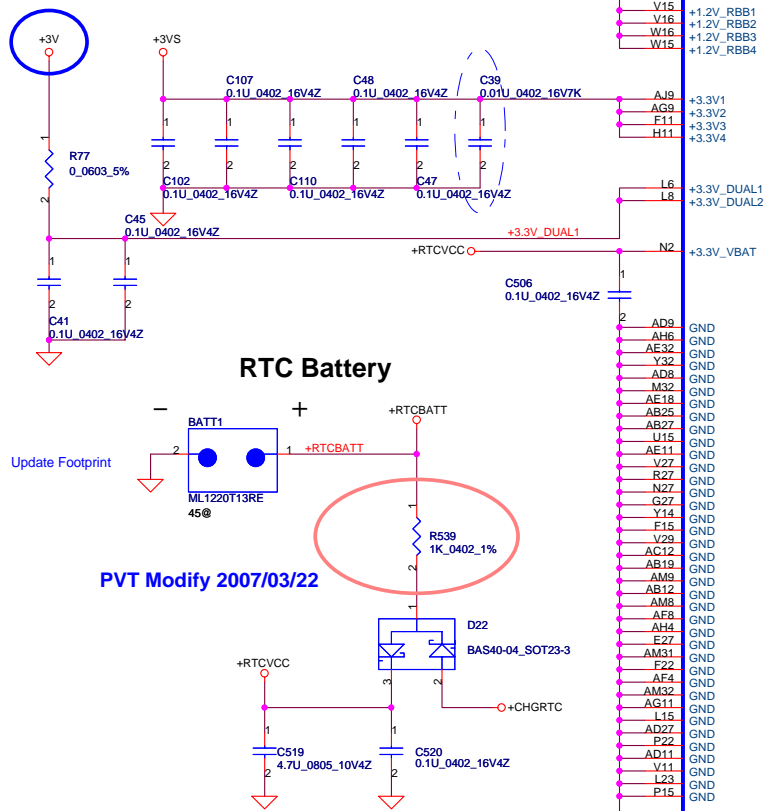 V15 +1.2V_RBB1
V16 +1.2V_RBB2
W16 +1.2V_RBB3
W15 +1.2V_RBB4
+3V
+3VS
C107
0.1U_0402_16V4Z
C48
0.1U_0402_16V4Z
C39
0.01U_0402_16V7K
AJ9 +3.3V1
AG9 +3.3V2
F11 +3.3V3
H11 +3.3V4
1
1
1
1
1
1
1
R77
0_0603_5%
2
2
2
2
2
2
2
C102
0.1U_0402_16V4Z
C110
0.1U_0402_16V4Z
C47
0.1U_0402_16V4Z
L6 +3.3V_DUAL1
L8 +3.3V_DUAL2
C45
0.1U_0402_16V4Z
+3.3V_DUAL1
+RTCVCC
N2 +3.3V_VBAT
1
1
1
C506
0.1U_0402_16V4Z
2
2
2
C41
0.1U_0402_16V4Z
RTC Battery
AD9 GND
AH6 GND
AE32 GND
Y32 GND
AD8 GND
M32 GND
AE18 GND
AB25 GND
AB27 GND
U15 GND
AE11 GND
V27 GND
R27 GND
N27 GND
G27 GND
Y14 GND
F15 GND
V29 GND
AC12 GND
AB19 GND
AM9 GND
AB12 GND
AM8 GND
AF8 GND
AH4 GND
E27 GND
AM31 GND
F22 GND
AF4 GND
AM32 GND
AG11 GND
L15 GND
AD27 GND
P22 GND
AD11 GND
V11 GND
L23 GND
P15 GND
−
+
BATT1
+RTCBATT
2
1
+RTCBATT
Update Footprint
ML1220T13RE
45@
1
R539
1K_0402_1%
2
PVT Modify 2007/03/22
1
D22
BAS40-04_SOT23-3
3
2
+RTCVCC
+CHGRTC
1
1
C519
4.7U_0805_10V4Z
C520
0.1U_0402_16V4Z
2
2